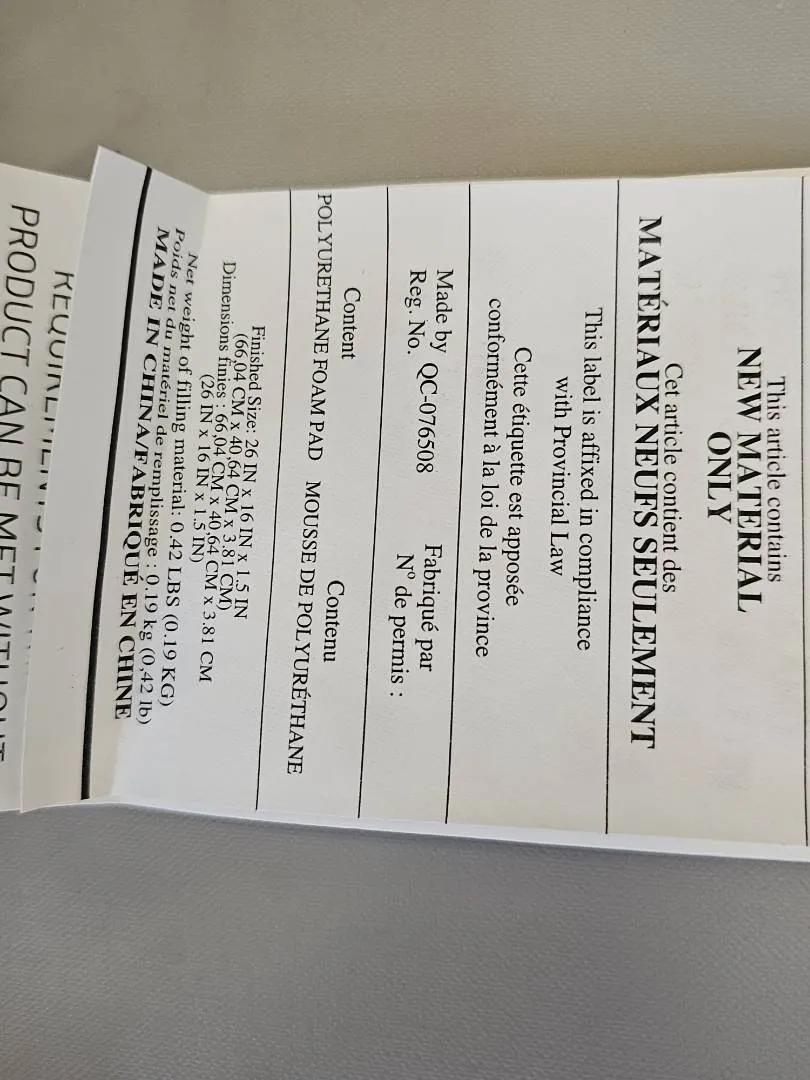 This article contains
NEW MATERIAL
ONLY
Cet article contient des
MATÉRIAUX NEUFS SEULEMENT
This label is affixed in compliance
with Provincial Law
Cette étiquette est apposée
conformément à la loi de la province
Made by
Reg. No. QC-076508
Fabriqué par
N° de permis :
Content
POLYURETHANE FOAM PAD
Contenu
MOUSSE DE POLYURÉTHANE
Finished Size: 26 IN x 16 IN x 1.5 IN
(66,04 CM x 40,64 CM x 3.81 CM)
Dimensions finies : 66,04 CM x 40,64 CM x 3.81 CM
(26 IN x 16 IN x 1.5 IN)
Net weight of filling material: 0.42 LBS (0.19 KG)
Poids net du matériel de remplissage : 0.19 kg (0,42 lb)
MADE IN CHINA/FABRIQUÉ EN CHINE
REQUIREMENTS
PRODUCT CAN BE MET WITHOUT